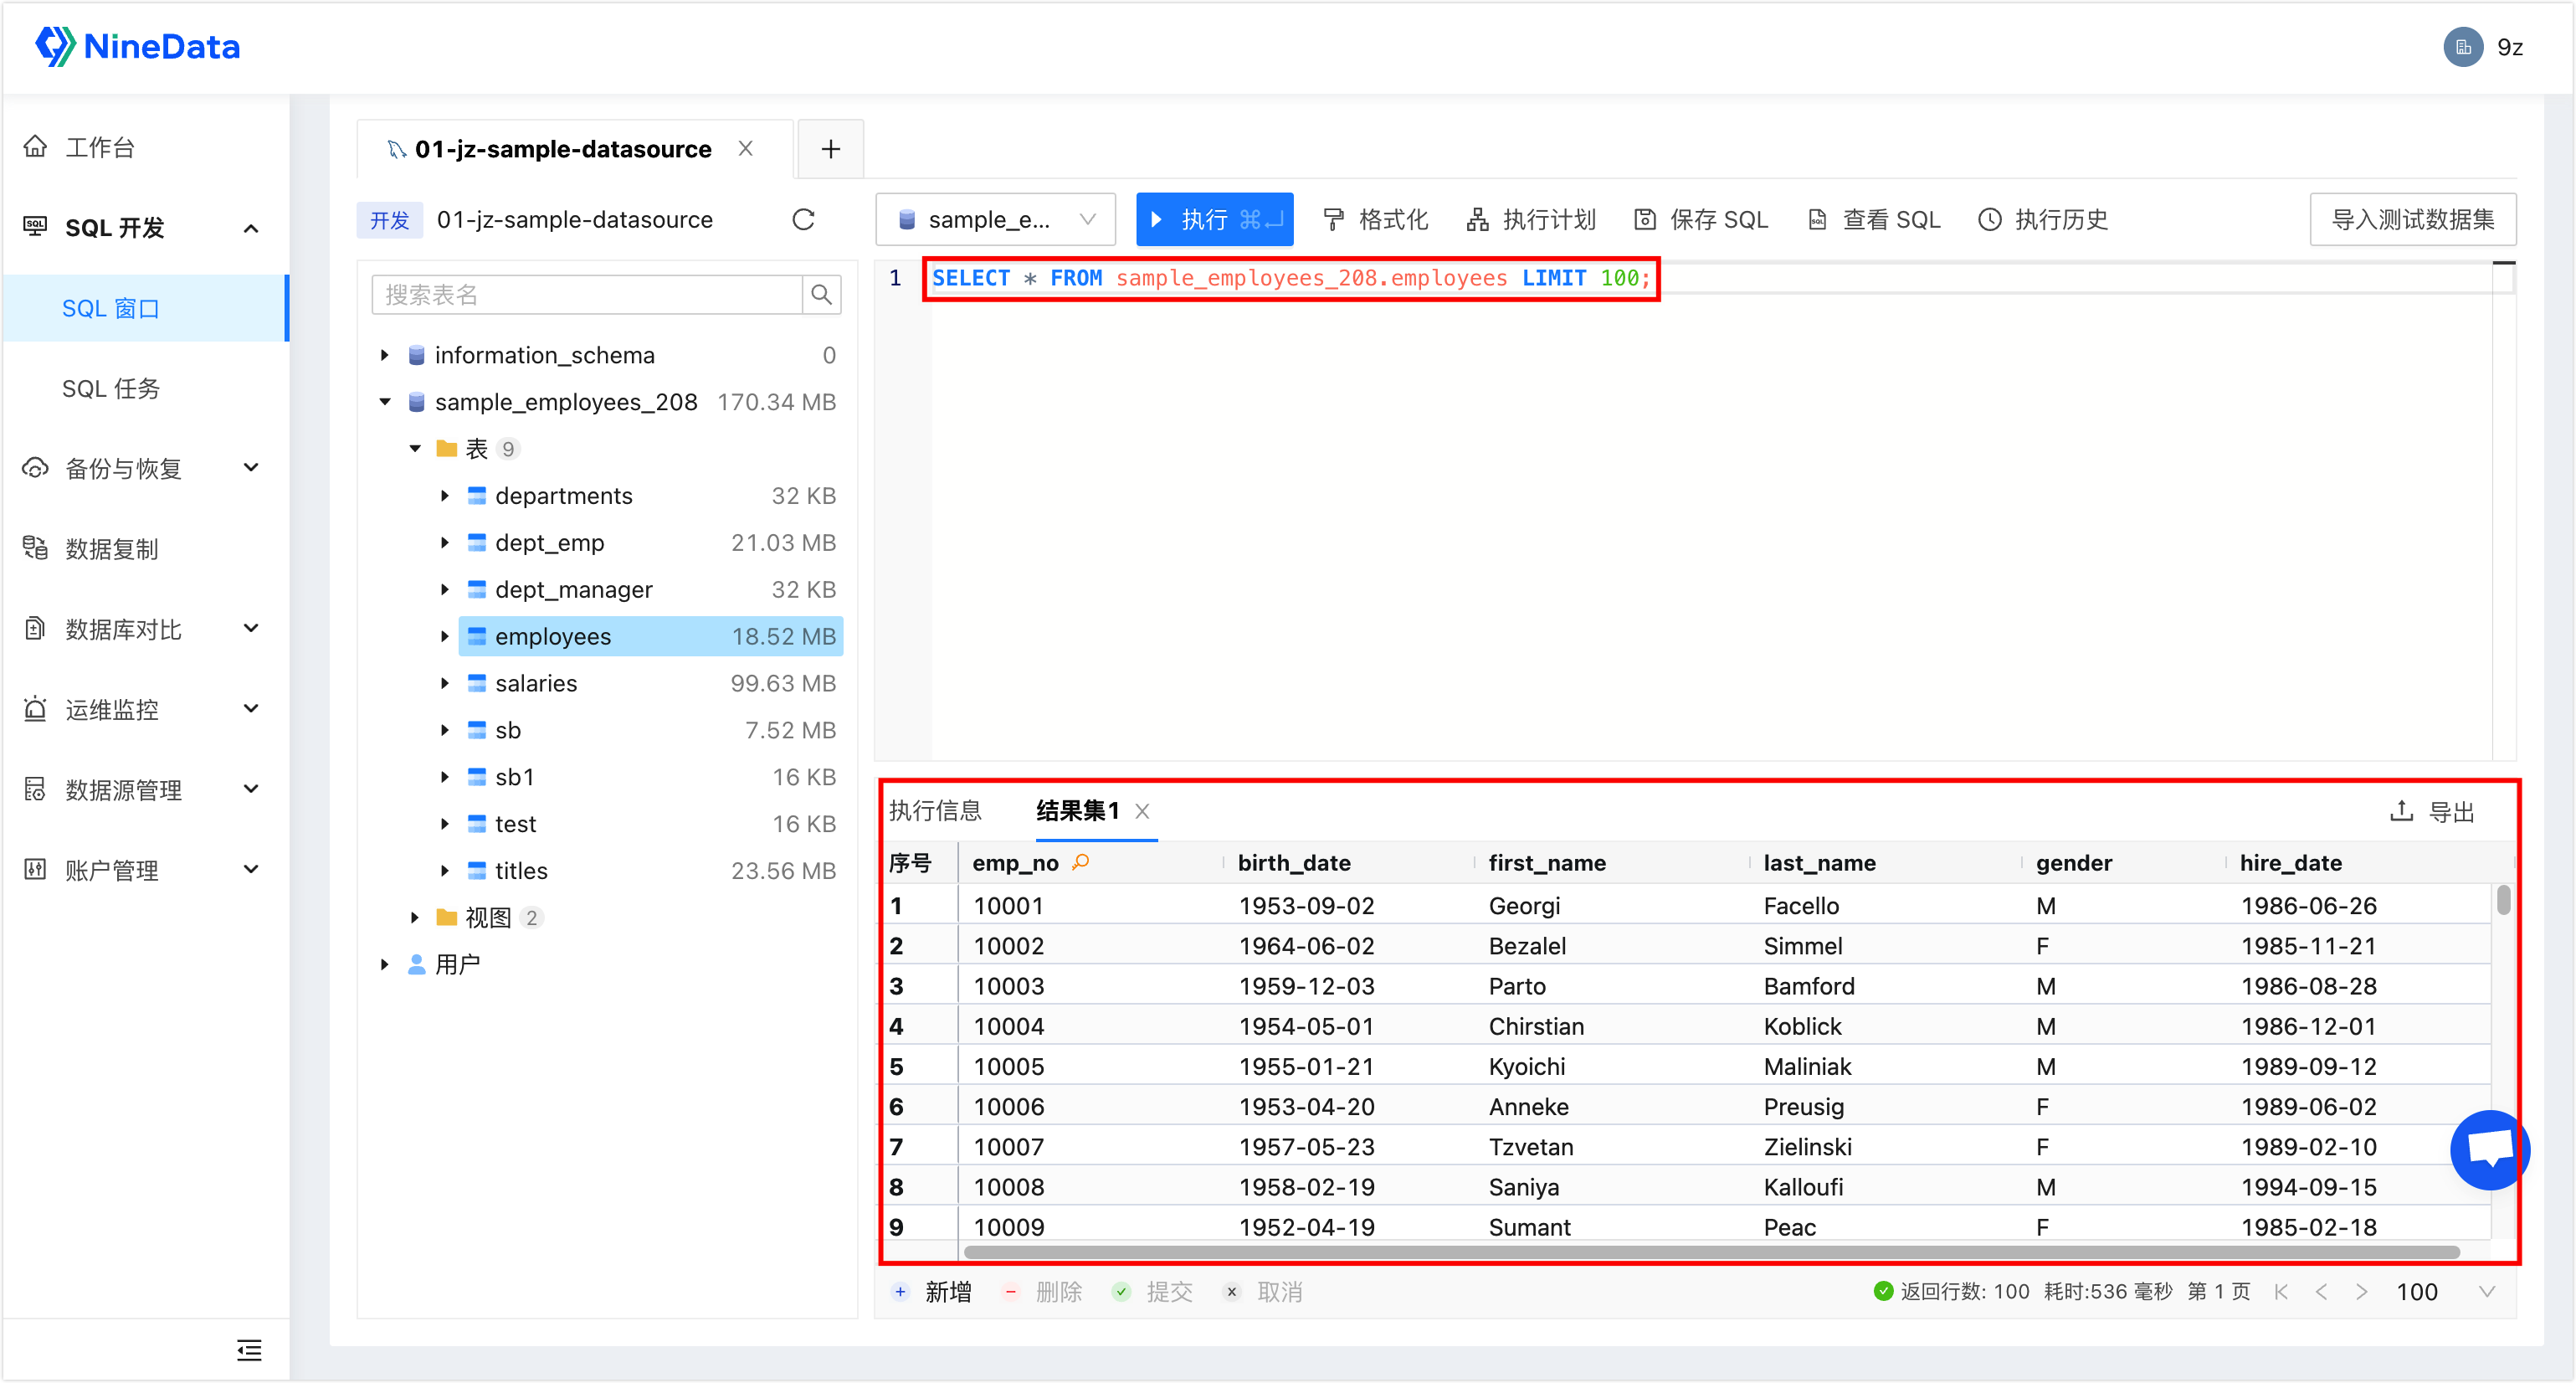 NineData
9z
工作台
SQL 开发
SQL 窗口
SQL 任务
备份与恢复
数据复制
数据库对比
运维监控
数据源管理
账户管理
01-jz-sample-datasource
开发 01-jz-sample-datasource
搜索表名
information_schema 0
sample_employees_208 170.34 MB
表 9
departments 32 KB
dept_emp 21.03 MB
dept_manager 32 KB
employees 18.52 MB
salaries 99.63 MB
sb 7.52 MB
sb1 16 KB
test 16 KB
titles 23.56 MB
视图 2
用户
sample_e... 执行 ⌘↵ 格式化 执行计划 保存 SQL 查看 SQL 执行历史 导入测试数据集
1 SELECT * FROM sample_employees_208.employees LIMIT 100;
执行信息 结果集1 导出
序号 emp_no birth_date first_name last_name gender hire_date
1 10001 1953-09-02 Georgi Facello M 1986-06-26
2 10002 1964-06-02 Bezalel Simmel F 1985-11-21
3 10003 1959-12-03 Parto Bamford M 1986-08-28
4 10004 1954-05-01 Chirstian Koblick M 1986-12-01
5 10005 1955-01-21 Kyoichi Maliniak M 1989-09-12
6 10006 1953-04-20 Anneke Preusig F 1989-06-02
7 10007 1957-05-23 Tzvetan Zielinski F 1989-02-10
8 10008 1958-02-19 Saniya Kalloufi M 1994-09-15
9 10009 1952-04-19 Sumant Peac F 1985-02-18
新增 删除 提交 取消 返回行数: 100 耗时:536 毫秒 第 1 页 100